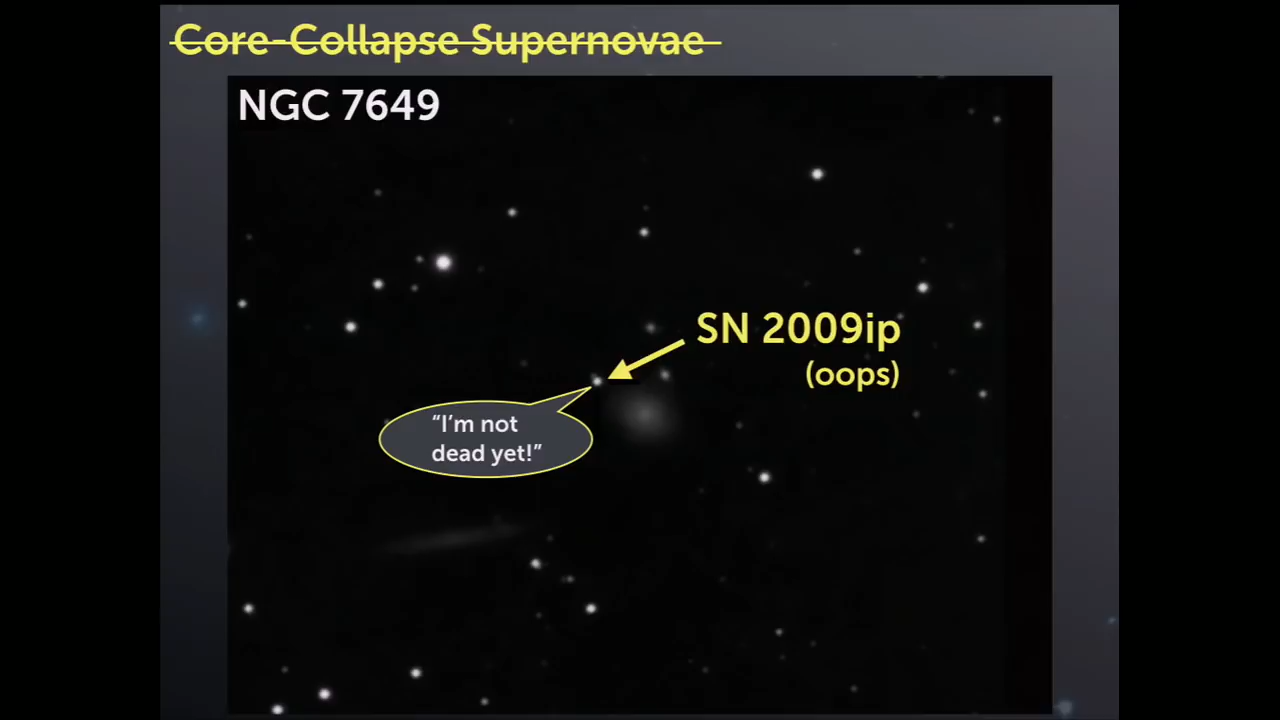 Core-Collapse Supernovae
NGC 7649
SN 2009ip
(oops)
“I’m not
dead yet!”